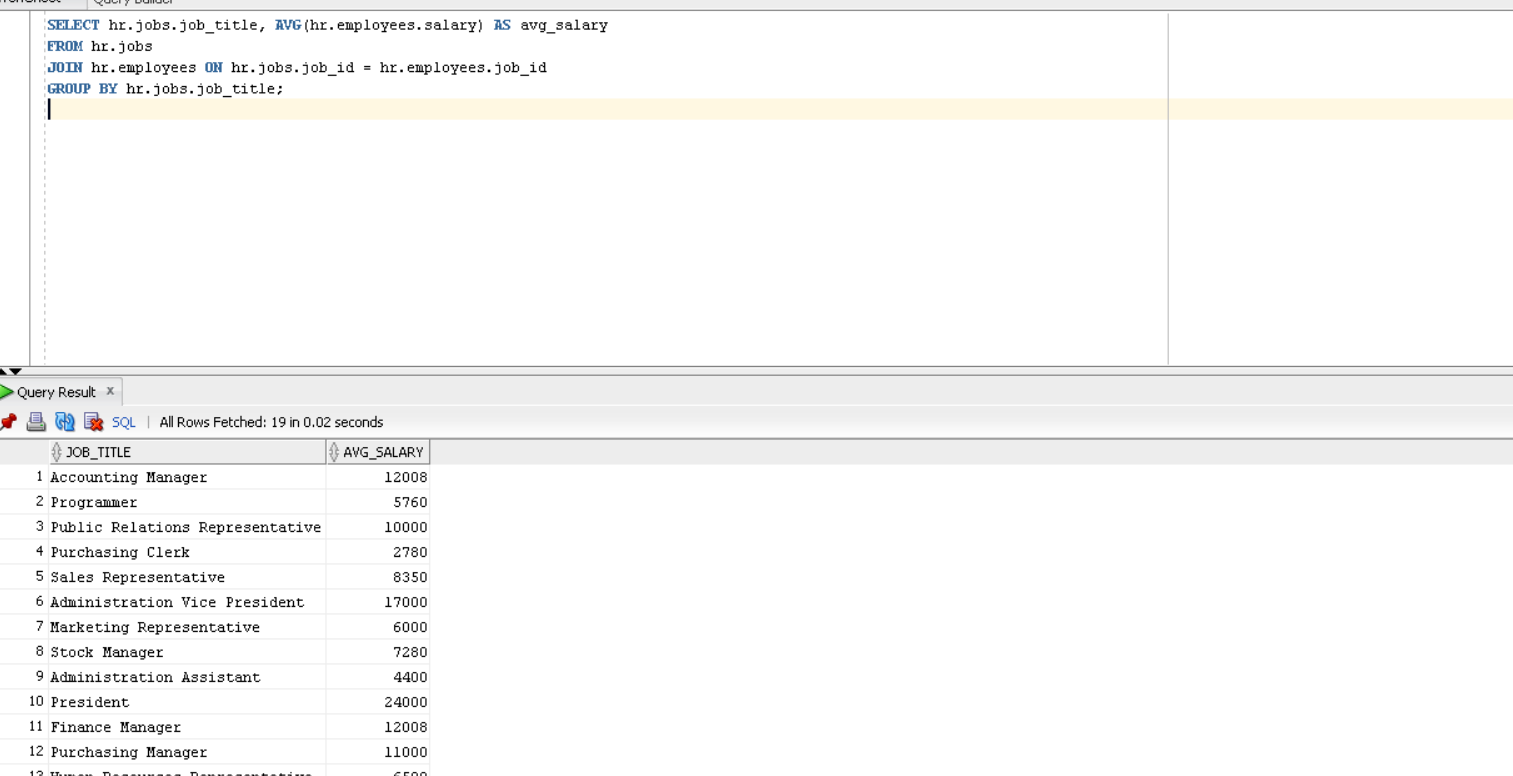 Query Builder
SELECT hr.jobs.job_title, AVG(hr.employees.salary) AS avg_salary
FROM hr.jobs
JOIN hr.employees ON hr.jobs.job_id = hr.employees.job_id
GROUP BY hr.jobs.job_title;
Query Result x
SQL | All Rows Fetched: 19 in 0.02 seconds
JOB_TITLE AVG_SALARY
1 Accounting Manager 12008
2 Programmer 5760
3 Public Relations Representative 10000
4 Purchasing Clerk 2780
5 Sales Representative 8350
6 Administration Vice President 17000
7 Marketing Representative 6000
8 Stock Manager 7280
9 Administration Assistant 4400
10 President 24000
11 Finance Manager 12008
12 Purchasing Manager 11000
13 Human Resources Representative 6500